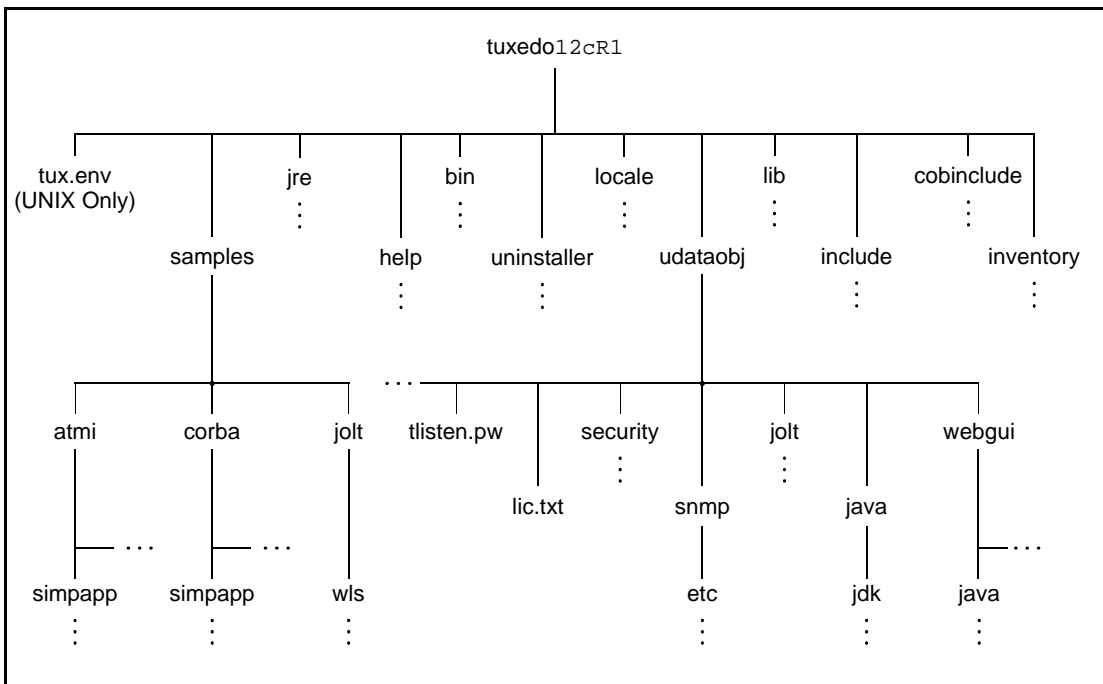 tuxedo12cR1
tux.env
(UNIX Only)
jre
bin
locale
lib
cobinclude
samples
help
uninstaller
udataobj
include
inventory
atmi
corba
jolt
tlisten.pw
security
jolt
webgui
lic.txt
snmp
java
simpapp
simpapp
wls
etc
jdk
java